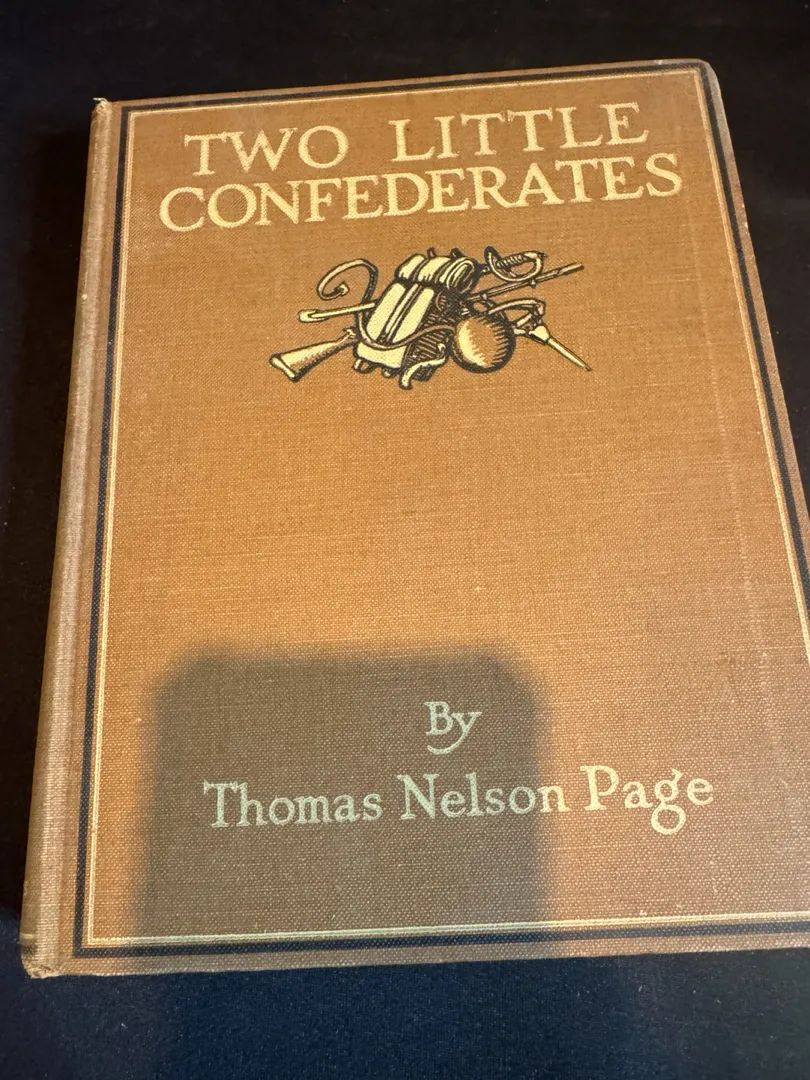 TWO LITTLE
CONFEDERATES
By
Thomas Nelson Page